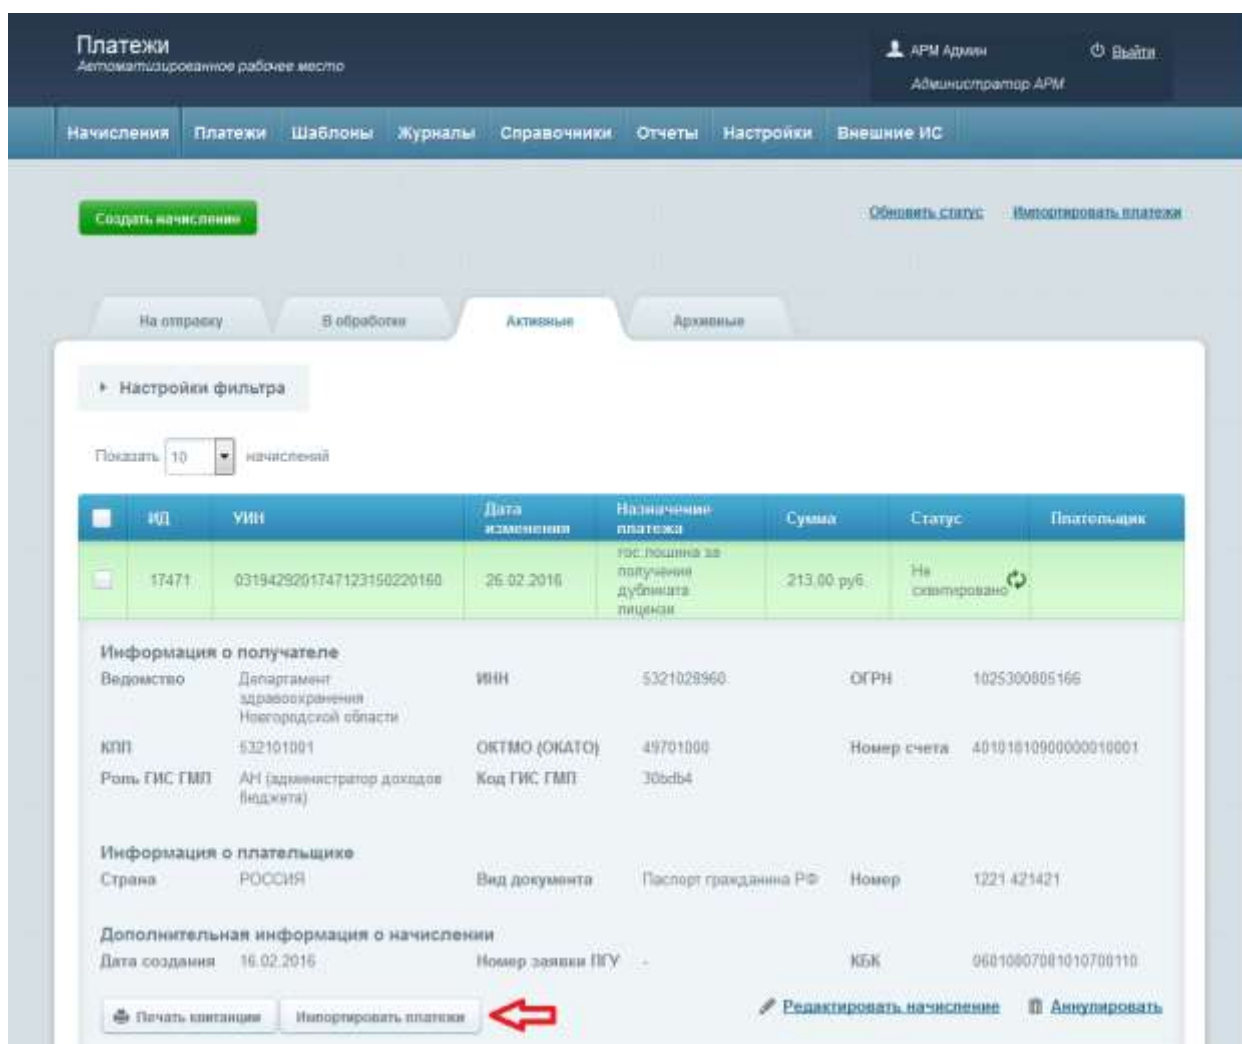 Платежи
Автоматизированное рабочее место
АРМ Админ
Выйти
Администратор АРМ
Начисления Платежи Шаблоны Журналы Справочники Отчеты Настройки Внешние ИС
Создать начисление
Обновить статус Импортировать платежи
На отправку В обработке Активные Архивные
Настройки фильтра
Показать 10 начислений
ИД УИН Дата изменения Назначение платежа Сумма Статус Плательщик
17471 0319429201747123150220160 26.02.2016 гос.пошлина за получение дубликата лицензи 213.00 руб. Не сквитировано
Информация о получателе
Ведомство Департамент здравоохранения Новгородской области ИНН 5321028960 ОГРН 1025300805166
КПП 532101001 ОКТМО (ОКАТО) 49701000 Номер счета 40101810900000010001
Роль ГИС ГМП АН (администратор доходов бюджета) Код ГИС ГМП 306db4
Информация о плательщике
Страна РОССИЯ Вид документа Паспорт гражданина РФ Номер 1221 421421
Дополнительная информация о начислении
Дата создания 16.02.2016 Номер заявки ПГУ - КБК 06010807081010700110
Печать квитанции Импортировать платежи Редактировать начисление Аннулировать